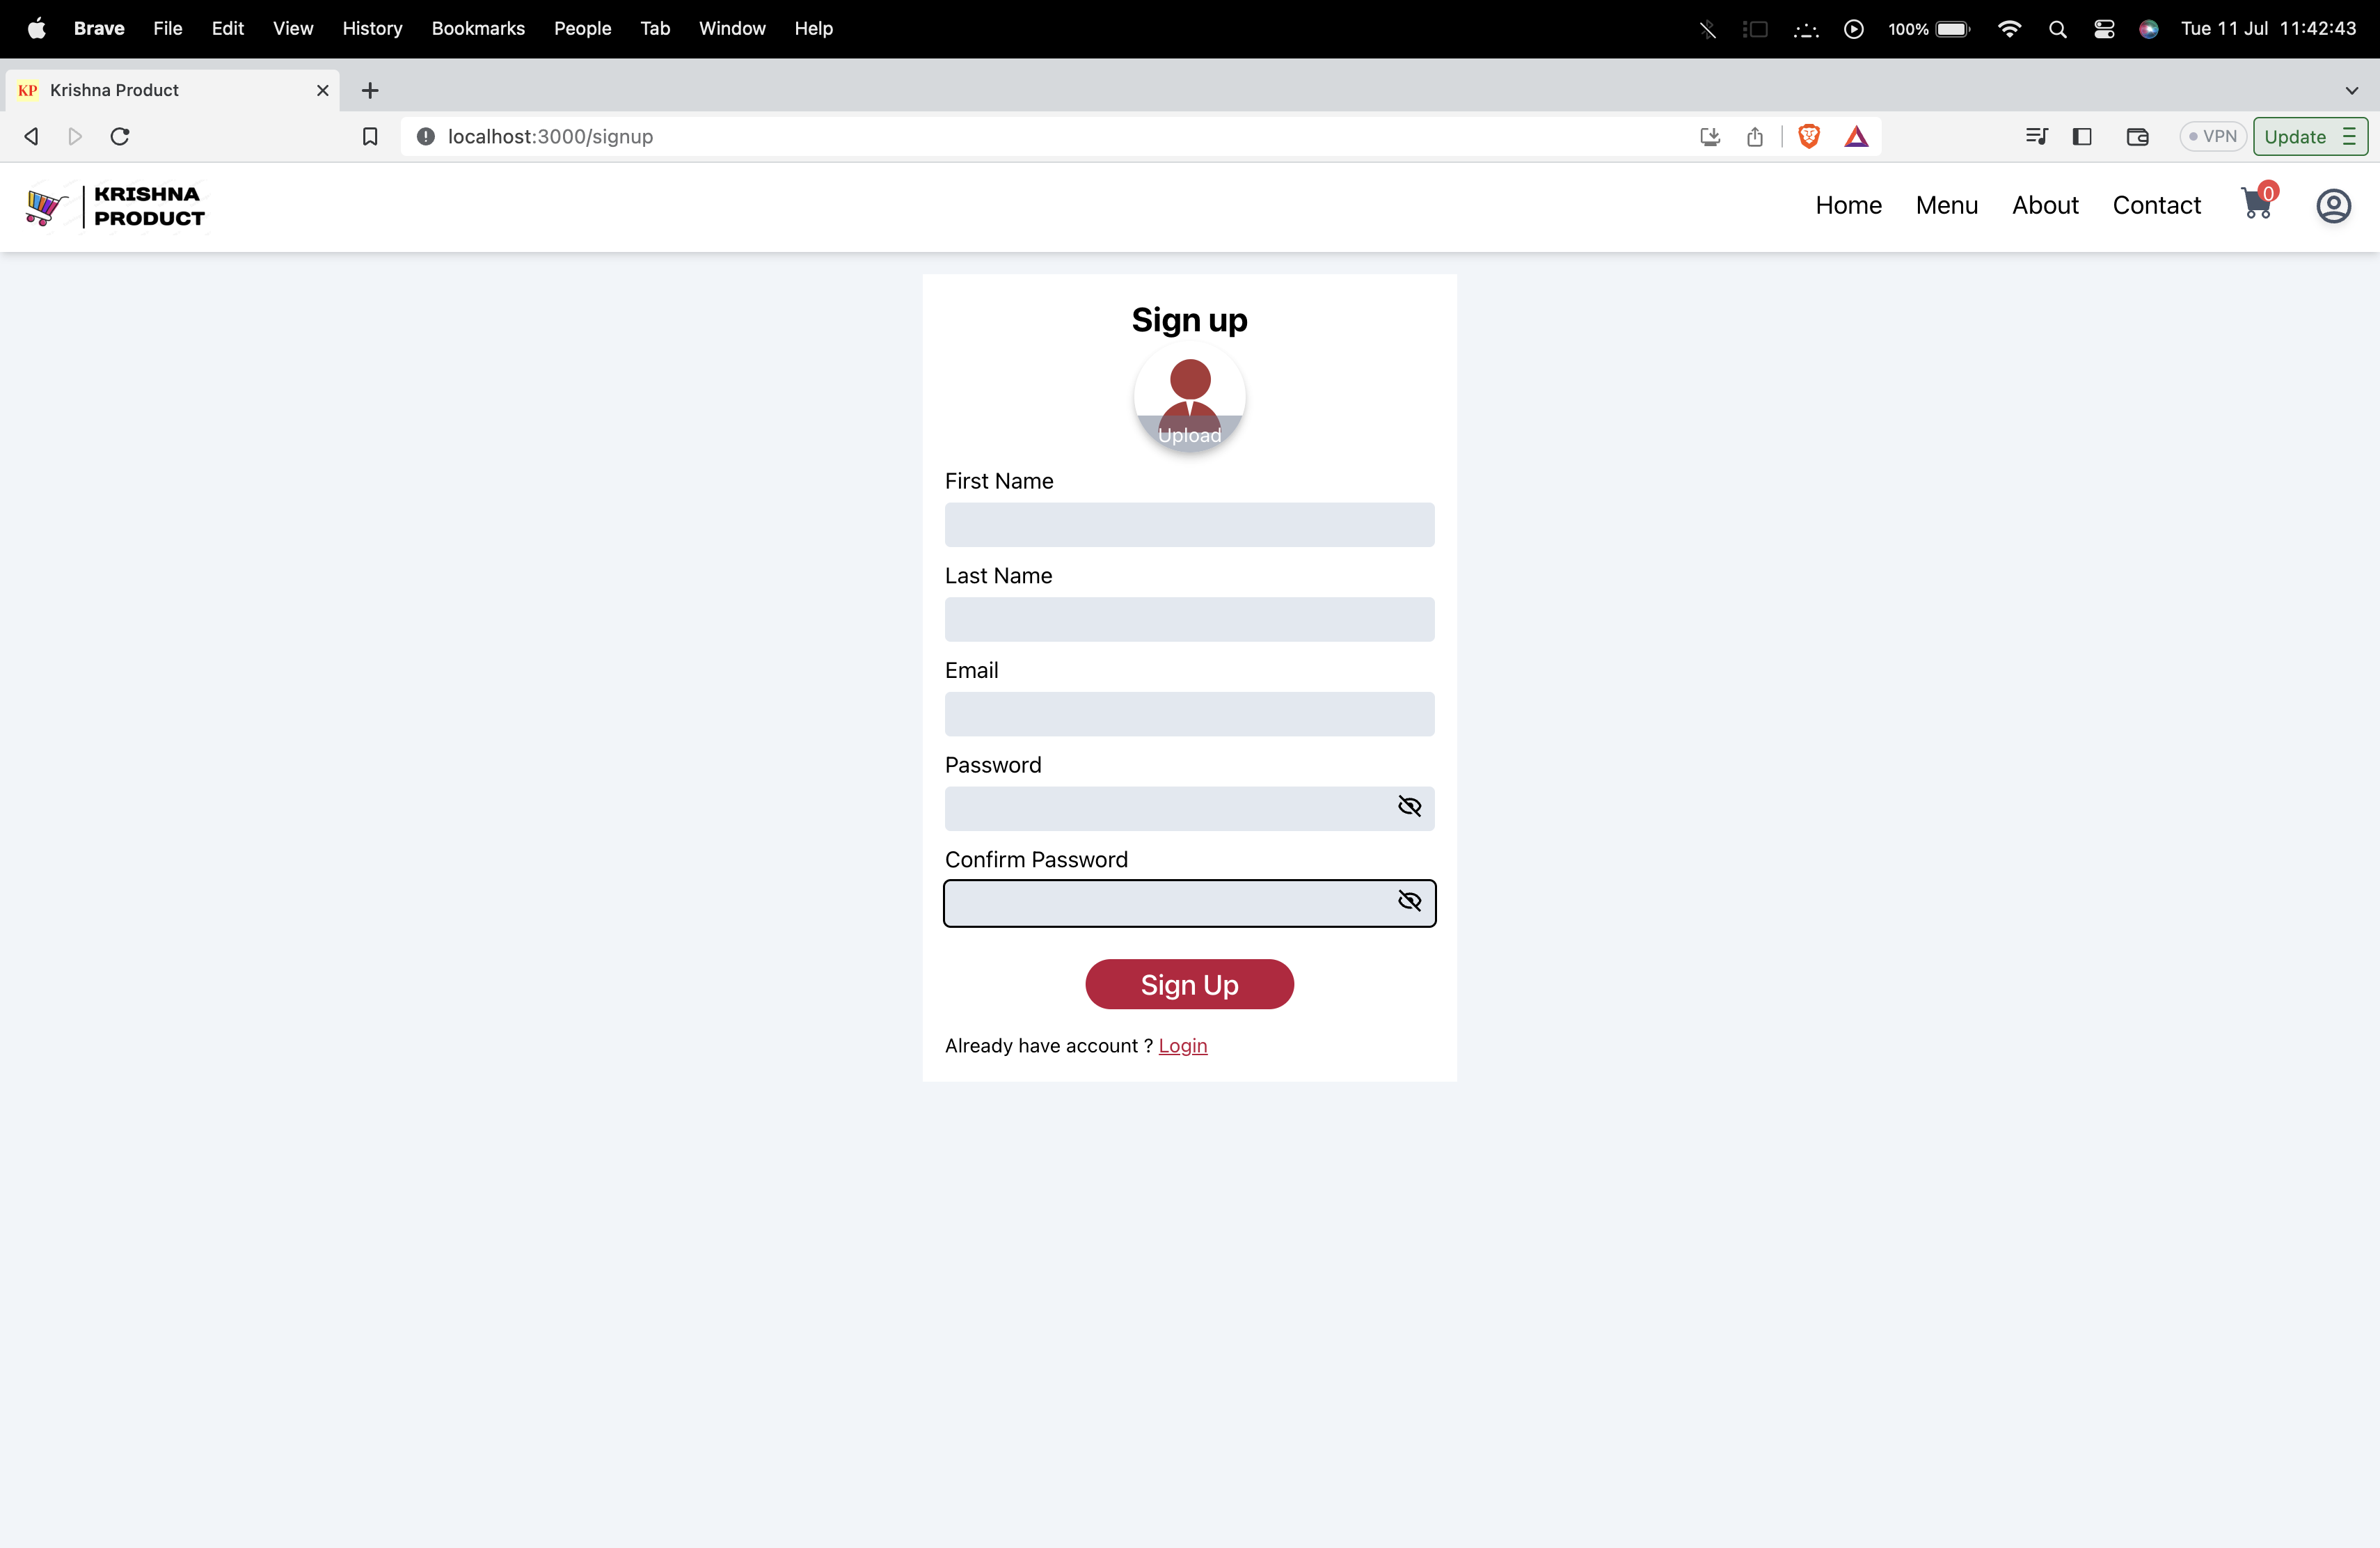 Brave File Edit View History Bookmarks People Tab Window Help 100% Tue 11 Jul 11:42:43
KP Krishna Product
localhost:3000/signup VPN Update
KRISHNA
PRODUCT
Home Menu About Contact 0
Sign up
Upload
First Name
Last Name
Email
Password
Confirm Password
Sign Up
Already have account ? Login